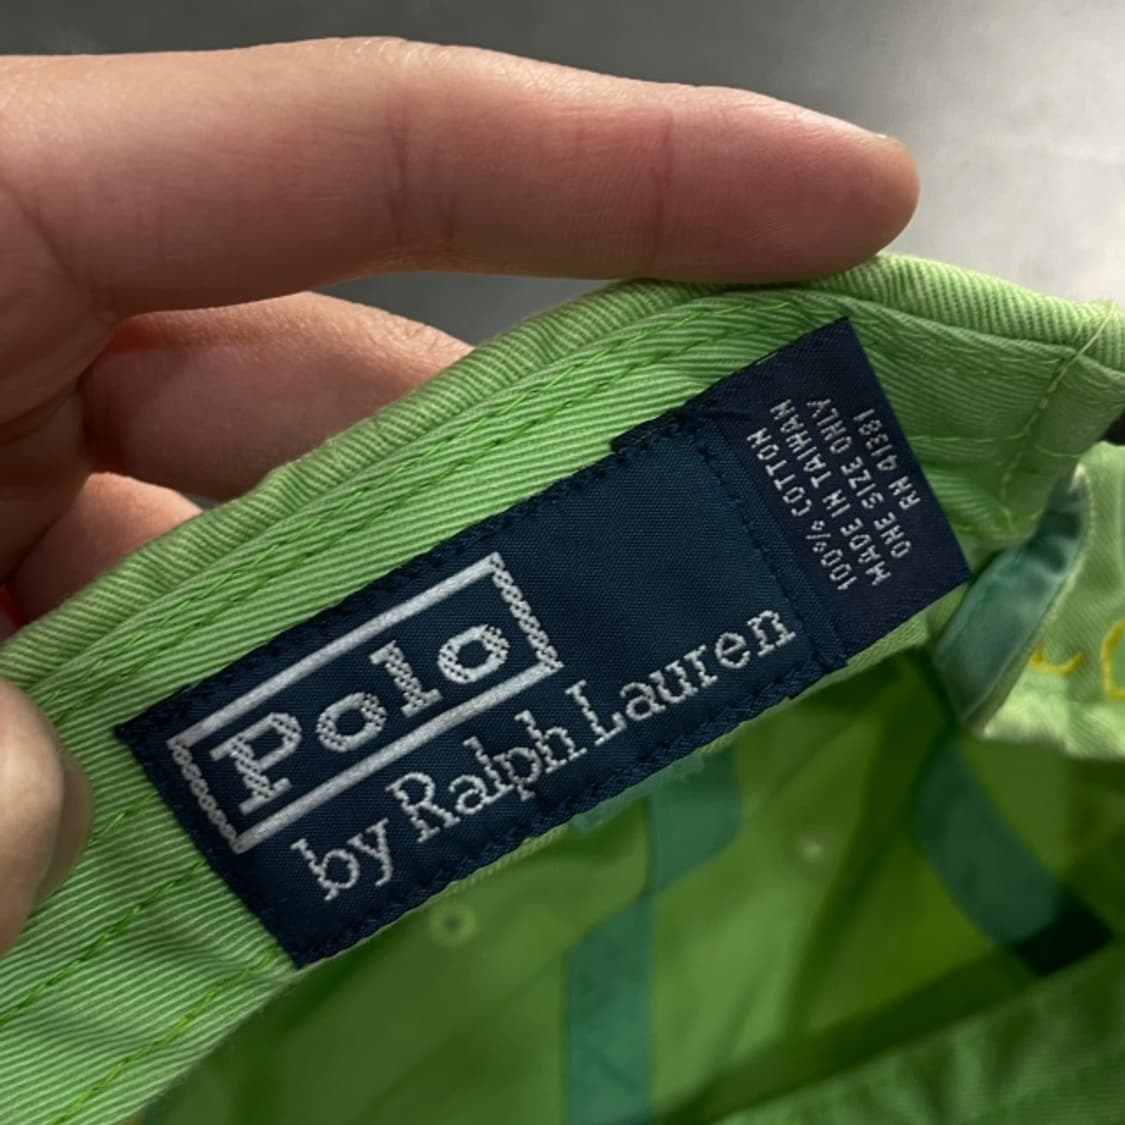 Polo
by Ralph Lauren
100% COTTON
MADE IN TAIWAN
ONE SIZE ONLY
RN 41381